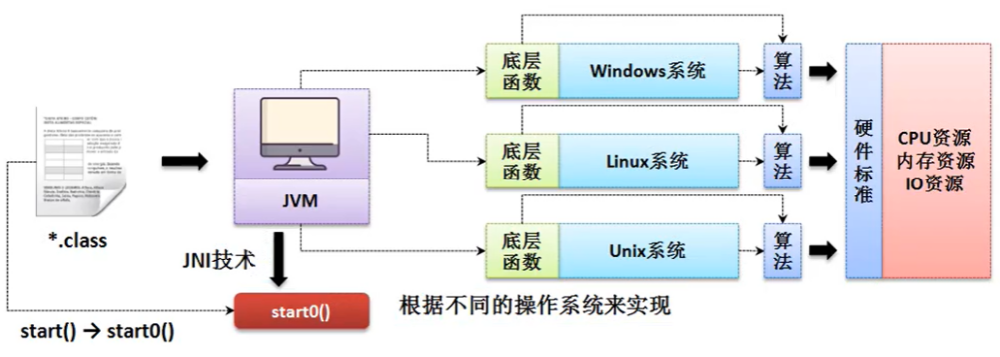 底层
函数
Windows系统
算
法
*.class
JVM
底层
函数
Linux系统
算
法
硬
件
标
准
CPU资源
内存资源
IO资源
JNI技术
底层
函数
Unix系统
算
法
start0()
根据不同的操作系统来实现
start() → start0()